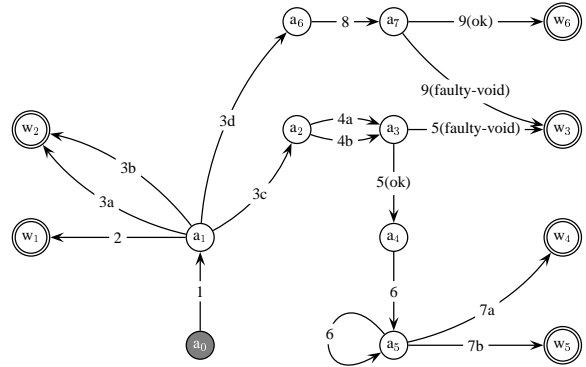 a6 8 a7 9(ok) w6
9(faulty-void)
3d
w2 a2 4a a3 5(faulty-void) w3
4b
3b
5(ok)
3a 3c
w1 2 a1 a4 w4
1 6
7a
6
a0 a5 7b w5